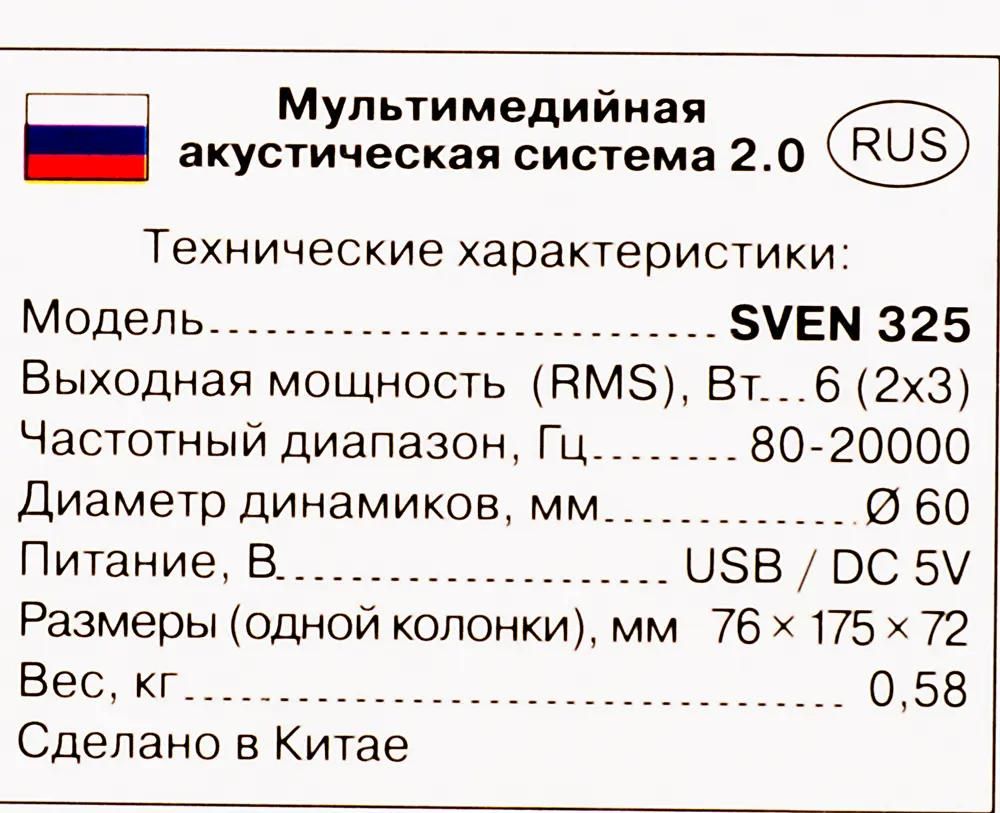 Мультимедийная
акустическая система 2.0
RUS
Технические характеристики:
Модель................................ SVEN 325
Выходная мощность (RMS), Вт...6 (2x3)
Частотный диапазон, Гц......... 80-20000
Диаметр динамиков, мм................Ø 60
Питание, В......................... USB / DC 5V
Размеры (одной колонки), мм 76 × 175 × 72
Вес, кг.......................................... 0,58
Сделано в Китае